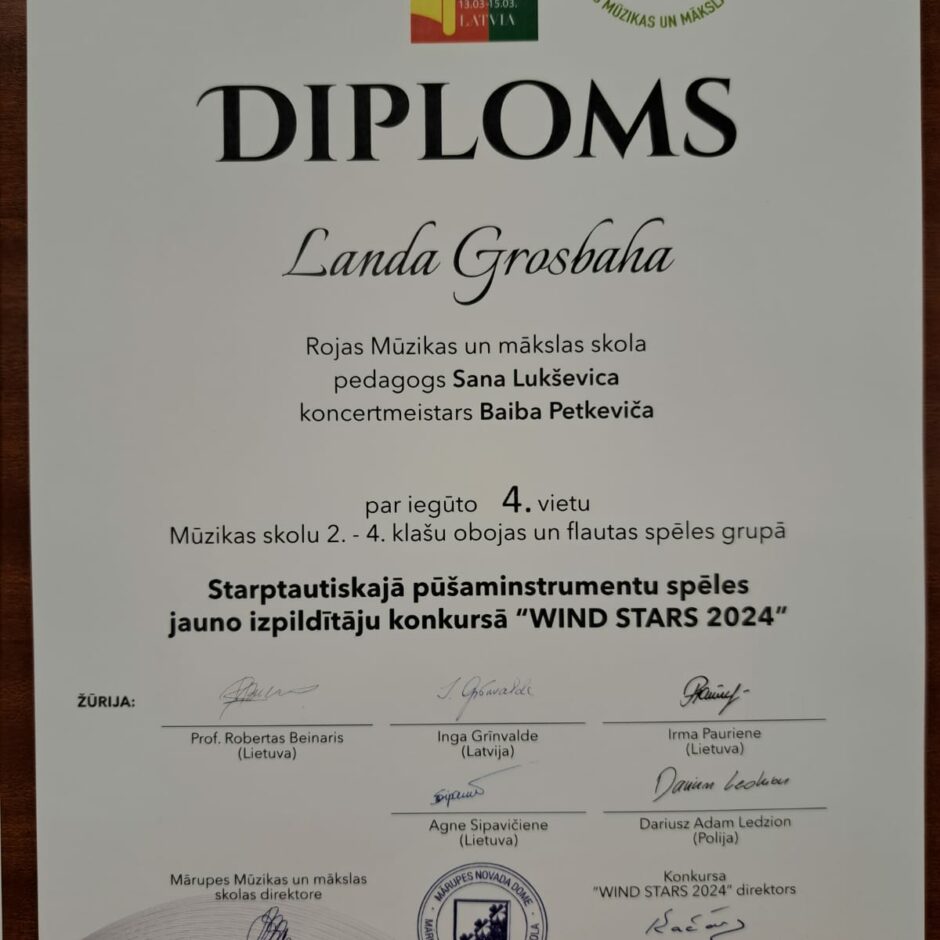 13.03-15.03.
LATVIA
MŪZIKAS UN
DIPLOMS
Landa Grosbaha
Rojas Mūzikas un mākslas skola
pedagogs Sana Lukševica
koncertmeistars Baiba Petkeviča
par iegūto 4. vietu
Mūzikas skolu 2. - 4. klašu obojas un flautas spēles grupā
Starptautiskajā pūšaminstrumentu spēles
jauno izpildītāju konkursā “WIND STARS 2024”
ŽŪRIJA:
Prof. Robertas Beinaris
(Lietuva)
I. Grīnvalde
Inga Grīnvalde
(Latvija)
Irma Pauriene
(Lietuva)
Agne Sipavičiene
(Lietuva)
Dariusz Adam Ledzion
(Polija)
Mārupes Mūzikas un mākslas
skolas direktore
MĀRUPES NOVADA DOME
Konkursa
“WIND STARS 2024” direktors